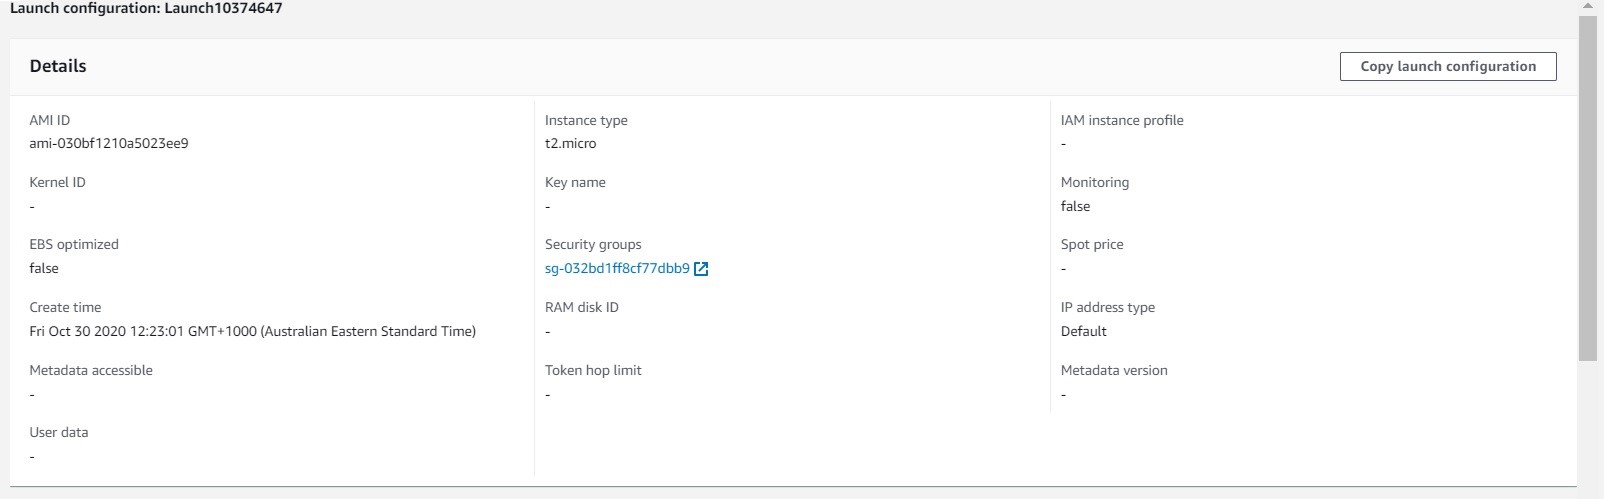 Launch configuration: Launch10374647
Details
Copy launch configuration
AMI ID
ami-030bf1210a5023ee9
Instance type
t2.micro
IAM instance profile
-
Kernel ID
-
Key name
-
Monitoring
false
EBS optimized
false
Security groups
sg-032bd1ff8cf77dbb9
Spot price
-
Create time
Fri Oct 30 2020 12:23:01 GMT+1000 (Australian Eastern Standard Time)
RAM disk ID
-
IP address type
Default
Metadata accessible
-
Token hop limit
-
Metadata version
-
User data
-